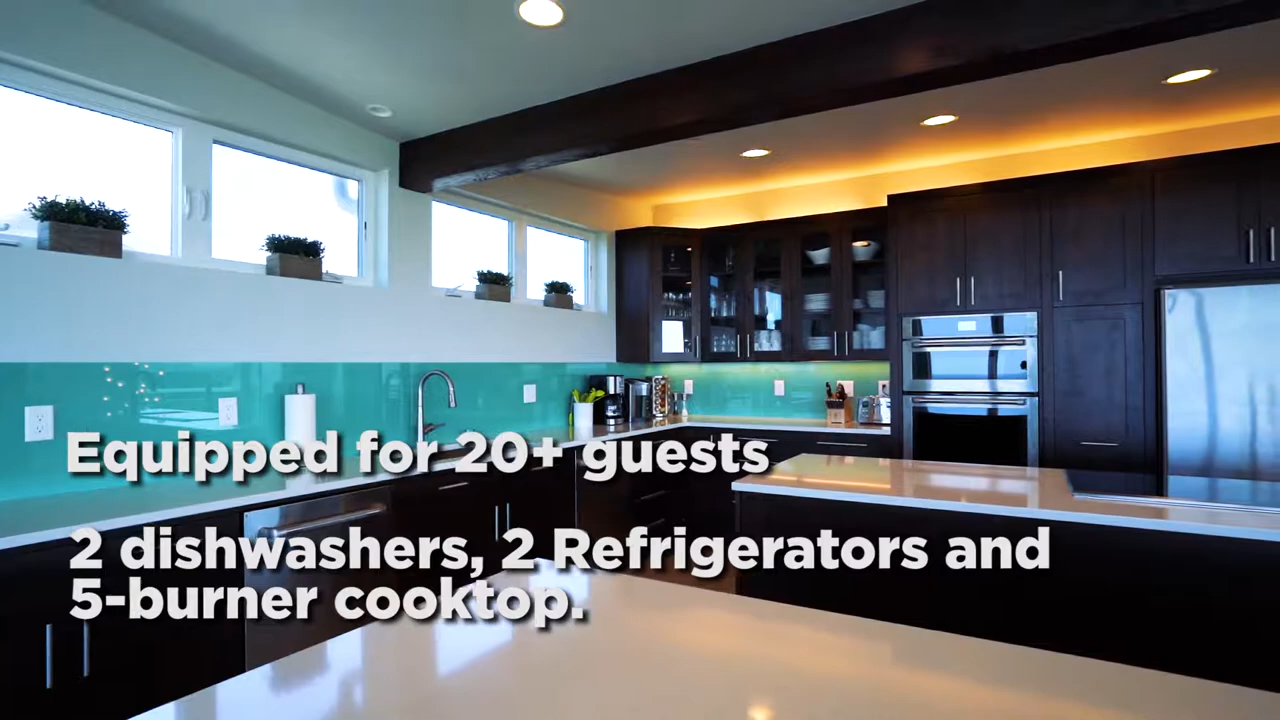 Equipped for 20+ guests
2 dishwashers, 2 Refrigerators and
5-burner cooktop.